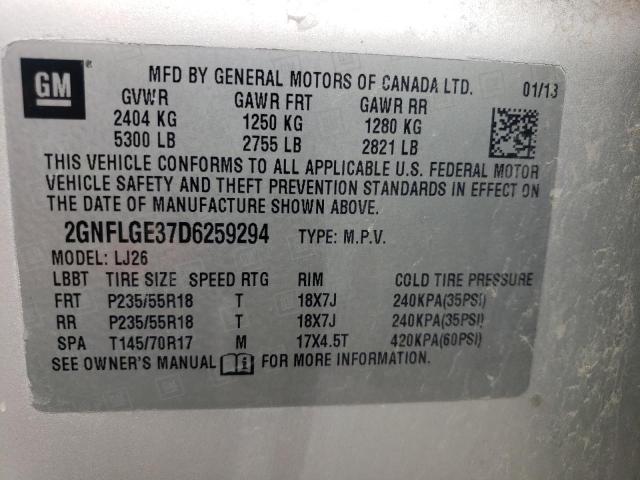 GM ®
MFD BY GENERAL MOTORS OF CANADA LTD. 01/13
GVWR GAWR FRT GAWR RR
2404 KG 1250 KG 1280 KG
5300 LB 2755 LB 2821 LB
THIS VEHICLE CONFORMS TO ALL APPLICABLE U.S. FEDERAL MOTOR
VEHICLE SAFETY AND THEFT PREVENTION STANDARDS IN EFFECT ON
THE DATE OF MANUFACTURE SHOWN ABOVE.
2GNFLGE37D6259294 TYPE: M.P.V.
MODEL: LJ26
LBBT TIRE SIZE SPEED RTG RIM COLD TIRE PRESSURE
FRT P235/55R18 T 18X7J 240KPA(35PSI)
RR P235/55R18 T 18X7J 240KPA(35PSI)
SPA T145/70R17 M 17X4.5T 420KPA(60PSI)
SEE OWNER'S MANUAL FOR MORE INFORMATION.